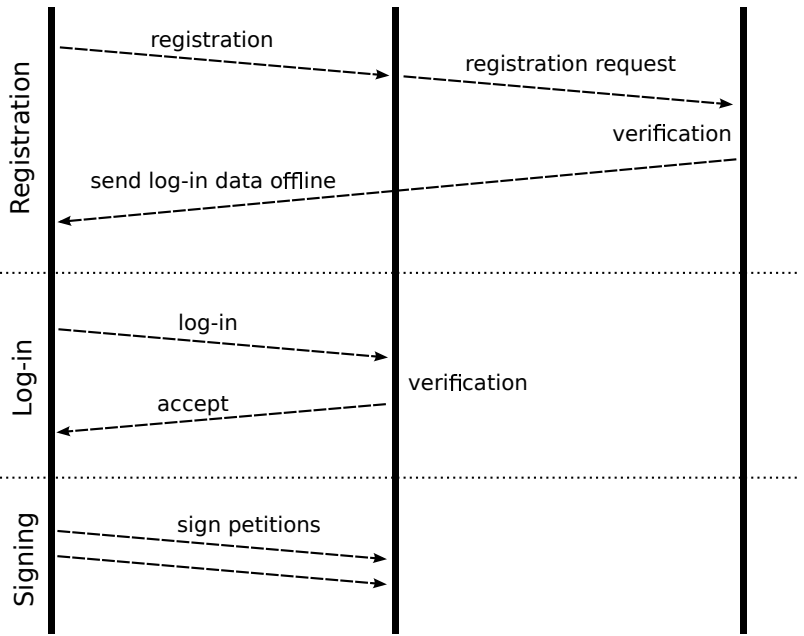 Registration
registration
registration request
verification
send log-in data offline
Log-in
log-in
verification
accept
Signing
sign petitions